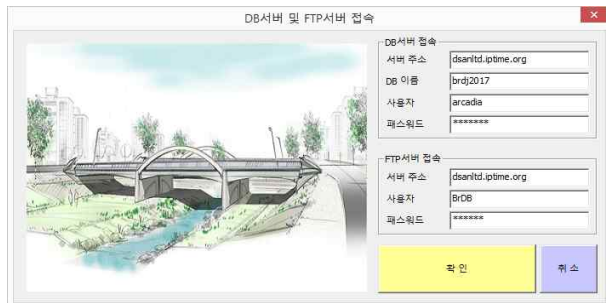 DB서버 및 FTP서버 접속
DB서버 접속
서버 주소 dsanltd.iptime.org
DB 이름 brdj2017
사용자 arcadia
패스워드 *******
FTP서버 접속
서버 주소 dsanltd.iptime.org
사용자 BrDB
패스워드 ******
확 인
취 소